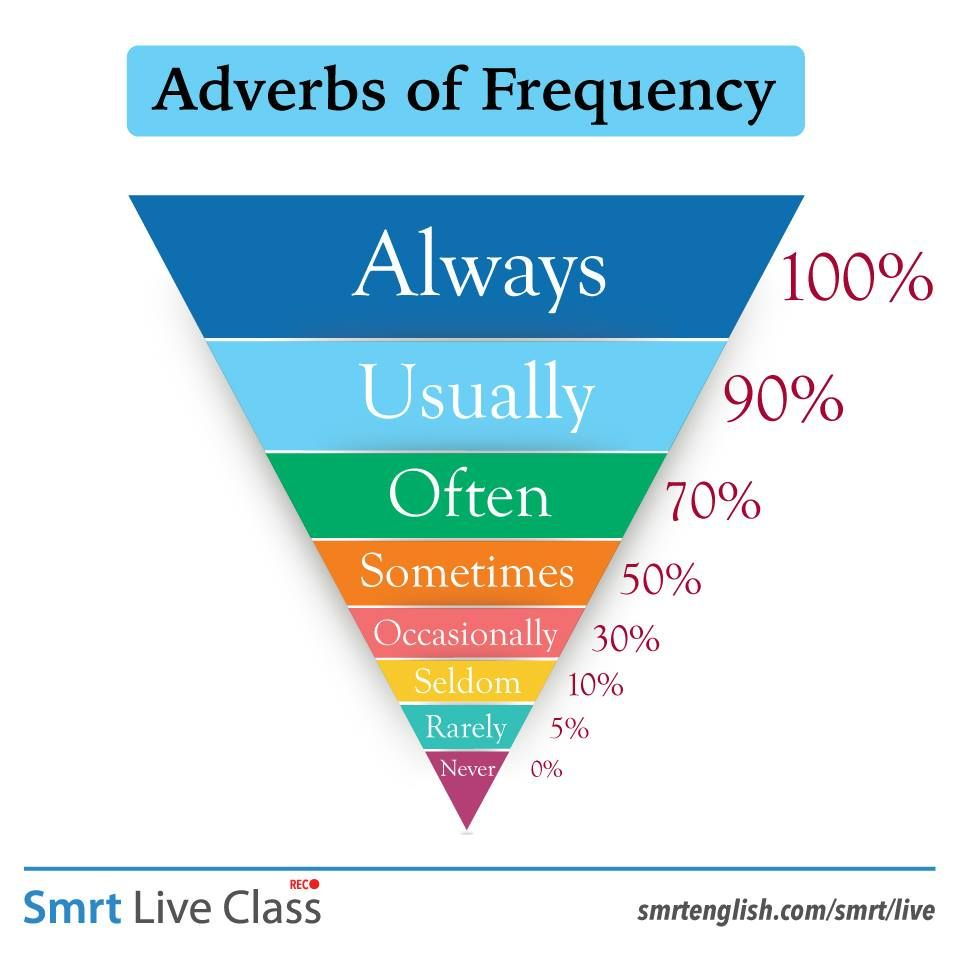 Adverbs of Frequency
Always 100%
Usually 90%
Often 70%
Sometimes 50%
Occasionally 30%
Seldom 10%
Rarely 5%
Never 0%
REC
Smrt Live Class smrtenglish.com/smrt/live